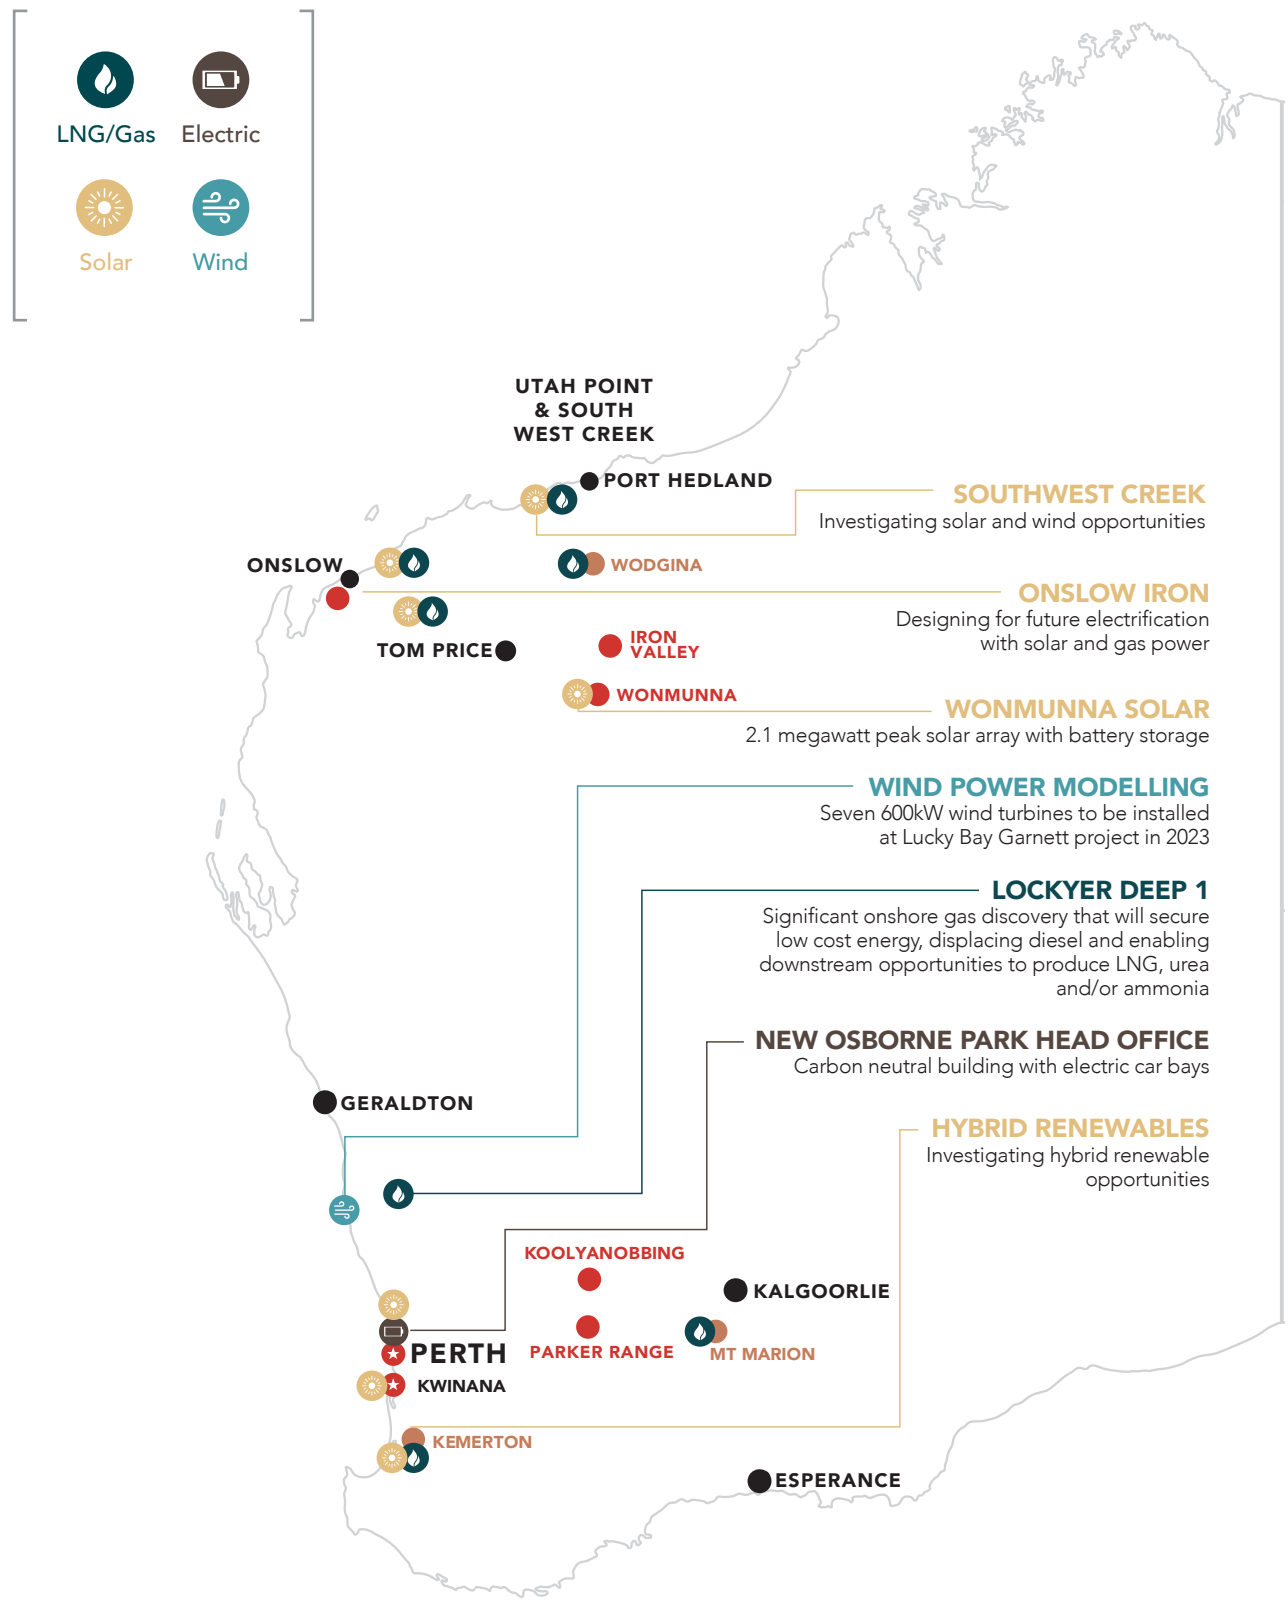 LNG/Gas
Electric
Solar
Wind
UTAH POINT
& SOUTH
WEST CREEK
PORT HEDLAND
SOUTHWEST CREEK
Investigating solar and wind opportunities
ONSLOW
WODGINA
ONSLOW IRON
Designing for future electrification
with solar and gas power
TOM PRICE
IRON
VALLEY
WONMUNNA
WONMUNNA SOLAR
2.1 megawatt peak solar array with battery storage
WIND POWER MODELLING
Seven 600kW wind turbines to be installed
at Lucky Bay Garnett project in 2023
LOCKYER DEEP 1
Significant onshore gas discovery that will secure
low cost energy, displacing diesel and enabling
downstream opportunities to produce LNG, urea
and/or ammonia
NEW OSBORNE PARK HEAD OFFICE
Carbon neutral building with electric car bays
GERALDTON
HYBRID RENEWABLES
Investigating hybrid renewable
opportunities
KOOLYANOBBING
KALGOORLIE
PERTH
PARKER RANGE
MT MARION
KWINANA
KEMERTON
ESPERANCE